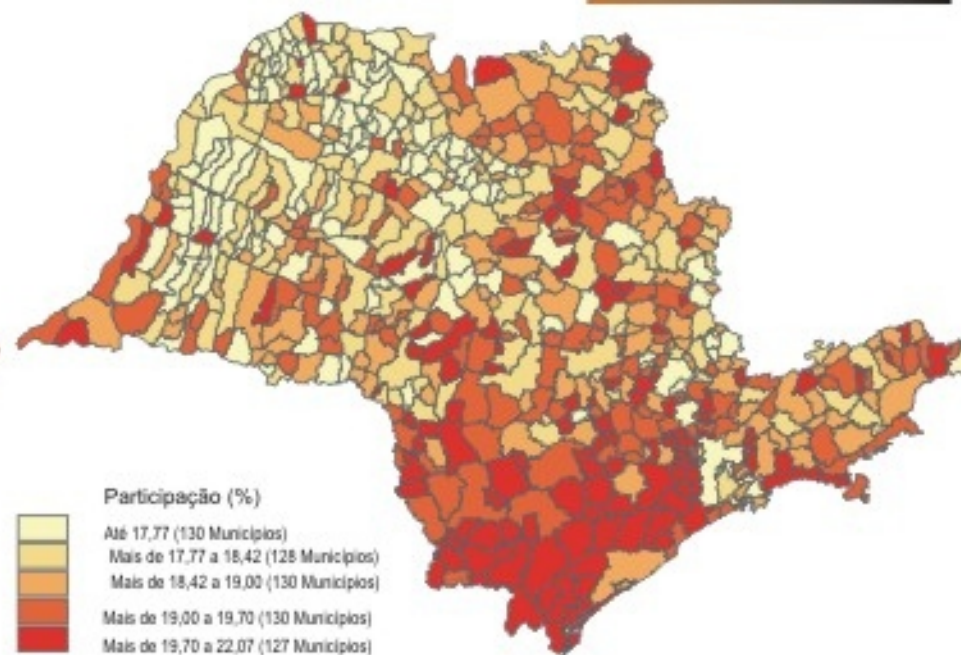 Participação (%)
Até 17,77 (130 Municípios)
Mais de 17,77 a 18,42 (128 Municípios)
Mais de 18,42 a 19,00 (130 Municípios)
Mais de 19,00 a 19,70 (130 Municípios)
Mais de 19,70 a 22,07 (127 Municípios)